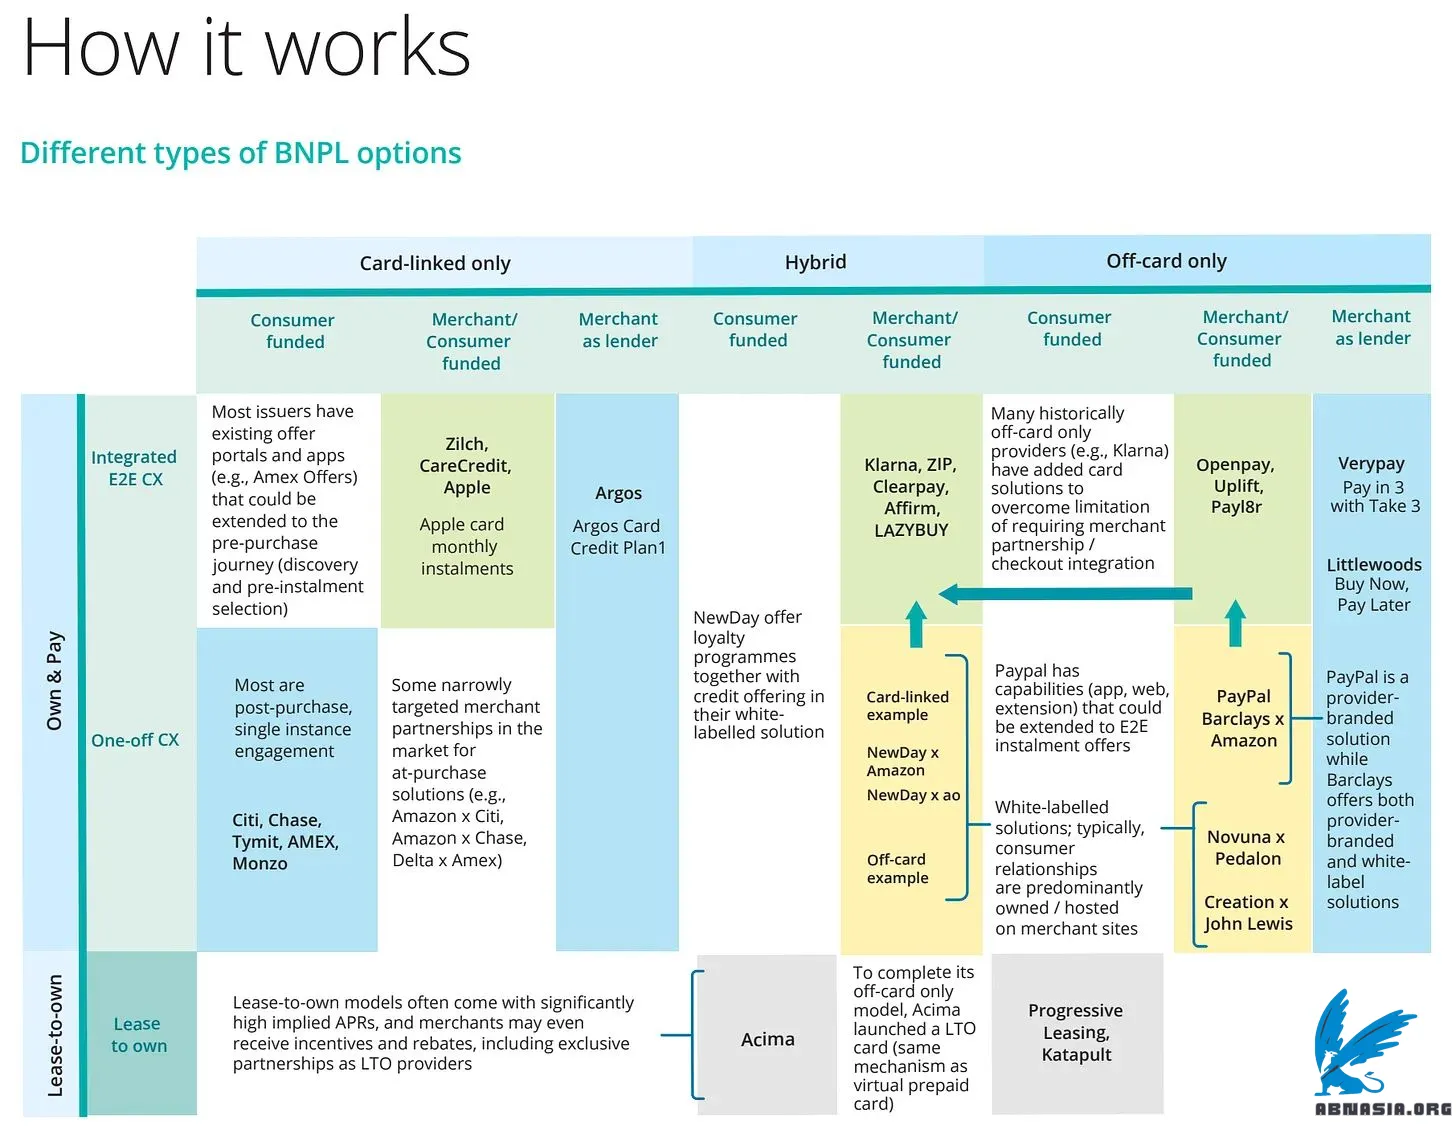 How it works
Different types of BNPL options
Card-linked only
Hybrid
Off-card only
Consumer
funded
Merchant/
Consumer
funded
Merchant
as lender
Consumer
funded
Merchant/
Consumer
funded
Consumer
funded
Merchant/
Consumer
funded
Merchant
as lender
Own & Pay
Integrated
E2E CX
Most issuers have
existing offer
portals and apps
(e.g., Amex Offers)
that could be
extended to the
pre-purchase
journey (discovery
and pre-instalment
selection)
Zilch,
CareCredit,
Apple
Apple card
monthly
instalments
Argos
Argos Card
Credit Plan1
NewDay offer
loyalty
programmes
together with
credit offering in
their white-
labelled solution
Klarna, ZIP,
Clearpay,
Affirm,
LAZYBUY
Many historically
off-card only
providers (e.g., Klarna)
have added card
solutions to
overcome limitation
of requiring merchant
partnership /
checkout integration
Openpay,
Uplift,
Payl8r
Verypay
Pay in 3
with Take 3
Littlewoods
Buy Now,
Pay Later
One-off CX
Most are
post-purchase,
single instance
engagement
Citi, Chase,
Tymit, AMEX,
Monzo
Some narrowly
targeted merchant
partnerships in the
market for
at-purchase
solutions (e.g.,
Amazon x Citi,
Amazon x Chase,
Delta x Amex)
Card-linked
example
NewDay x
Amazon
NewDay x ao
Off-card
example
Paypal has
capabilities (app, web,
extension) that could
be extended to E2E
instalment offers
White-labelled
solutions; typically,
consumer
relationships
are predominantly
owned / hosted
on merchant sites
PayPal
Barclays x
Amazon
Novuna x
Pedalon
Creation x
John Lewis
PayPal is a
provider-
branded
solution
while
Barclays
offers both
provider-
branded
and white-
label
solutions
Lease-to-own
Lease
to own
Lease-to-own models often come with significantly
high implied APRs, and merchants may even
receive incentives and rebates, including exclusive
partnerships as LTO providers
Acima
To complete its
off-card only
model, Acima
launched a LTO
card (same
mechanism as
virtual prepaid
card)
Progressive
Leasing,
Katapult
ABNASIA.ORG